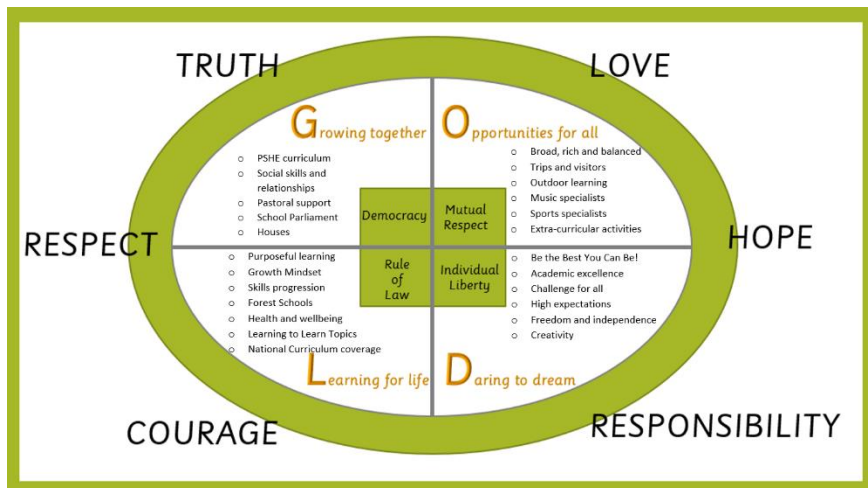 TRUTH
LOVE
Growing together
o PSHE curriculum
o Social skills and
relationships
o Pastoral support
o School Parliament
o Houses
Opportunities for all
o Broad, rich and balanced
o Trips and visitors
o Outdoor learning
o Music specialists
o Sports specialists
o Extra-curricular activities
Democracy
Mutual
Respect
RESPECT
HOPE
o Purposeful learning
o Growth Mindset
o Skills progression
o Forest Schools
o Health and wellbeing
o Learning to Learn Topics
o National Curriculum coverage
Rule
of
Law
Individual
Liberty
o Be the Best You Can Be!
o Academic excellence
o Challenge for all
o High expectations
o Freedom and independence
o Creativity
Learning for life
Daring to dream
COURAGE
RESPONSIBILITY